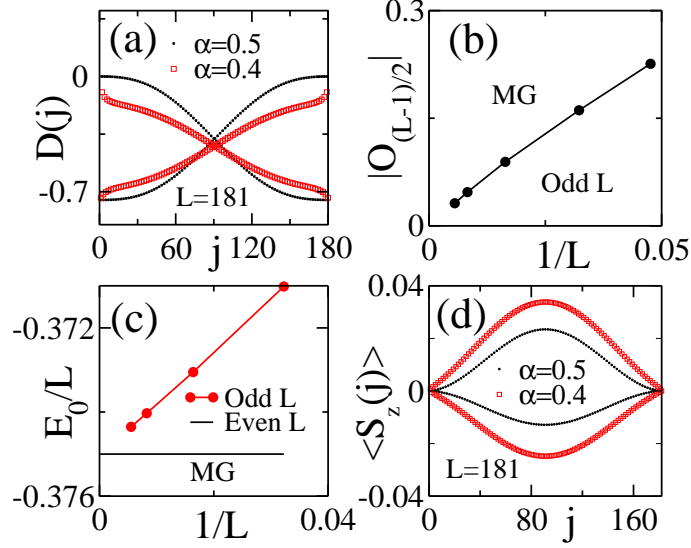 (a)
α=0.5
α=0.4
0
-0.7
D(j)
L=181
0 60 120 180
j
(b)
0.3
0
|O(L-1)/2|
MG
Odd L
0 0.05
1/L
(c)
-0.372
-0.376
E0/L
Odd L
Even L
MG
0 0.04
1/L
(d)
0.04
0
-0.04
<Sz(j)>
α=0.5
α=0.4
L=181
0 80 160
j